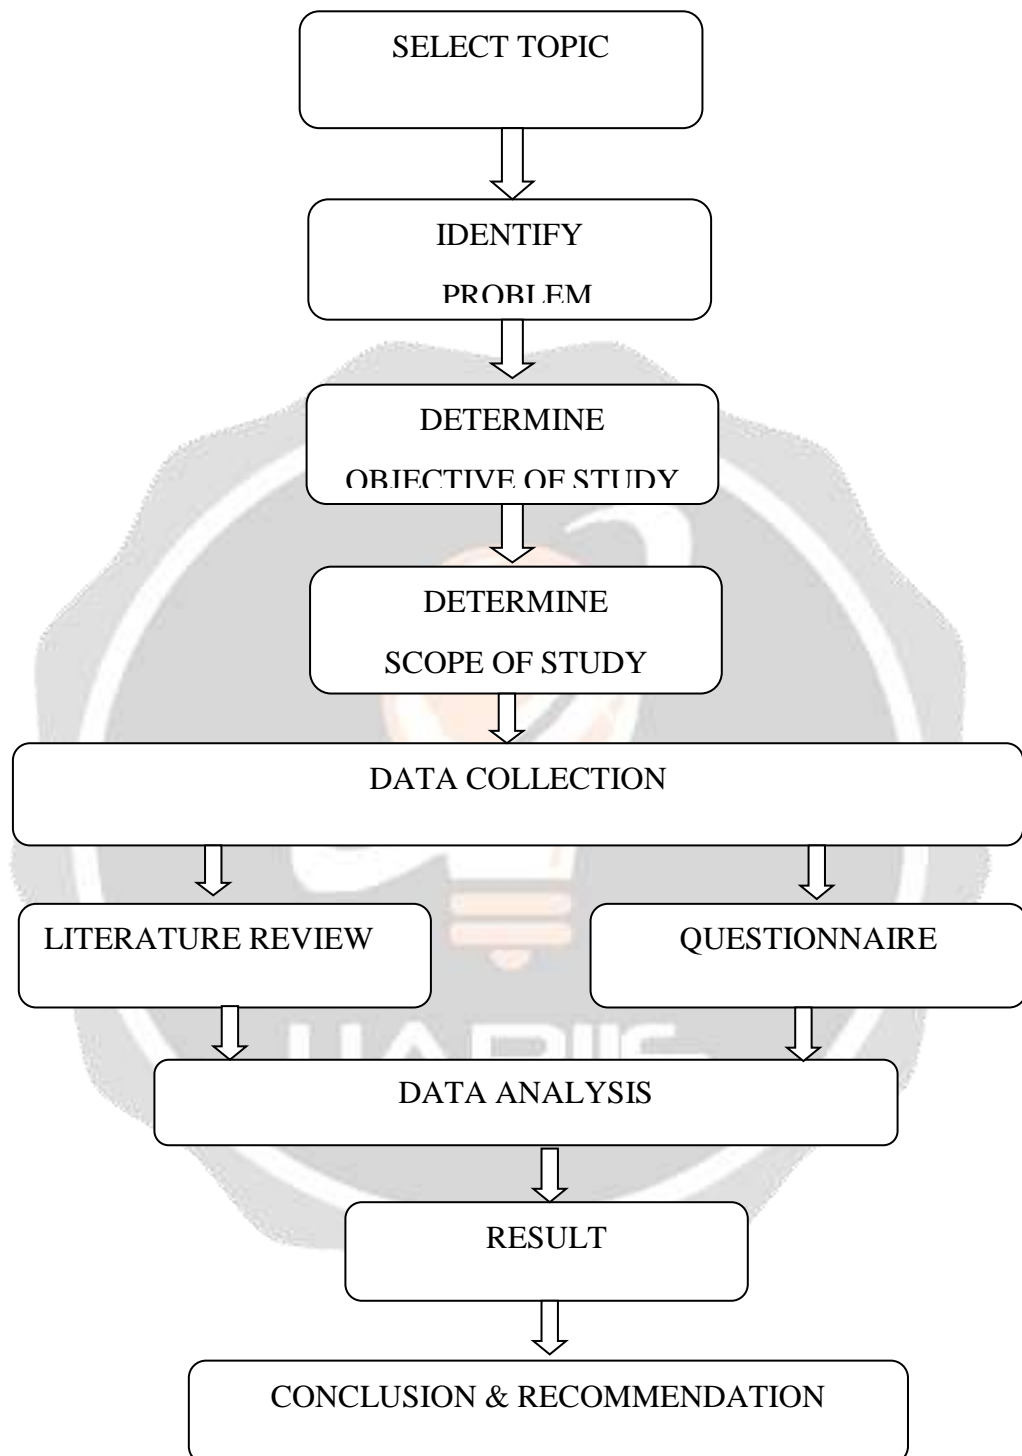 SELECT TOPIC
IDENTIFY
PROBLEM
DETERMINE
OBJECTIVE OF STUDY
DETERMINE
SCOPE OF STUDY
DATA COLLECTION
LITERATURE REVIEW
QUESTIONNAIRE
DATA ANALYSIS
RESULT
CONCLUSION & RECOMMENDATION